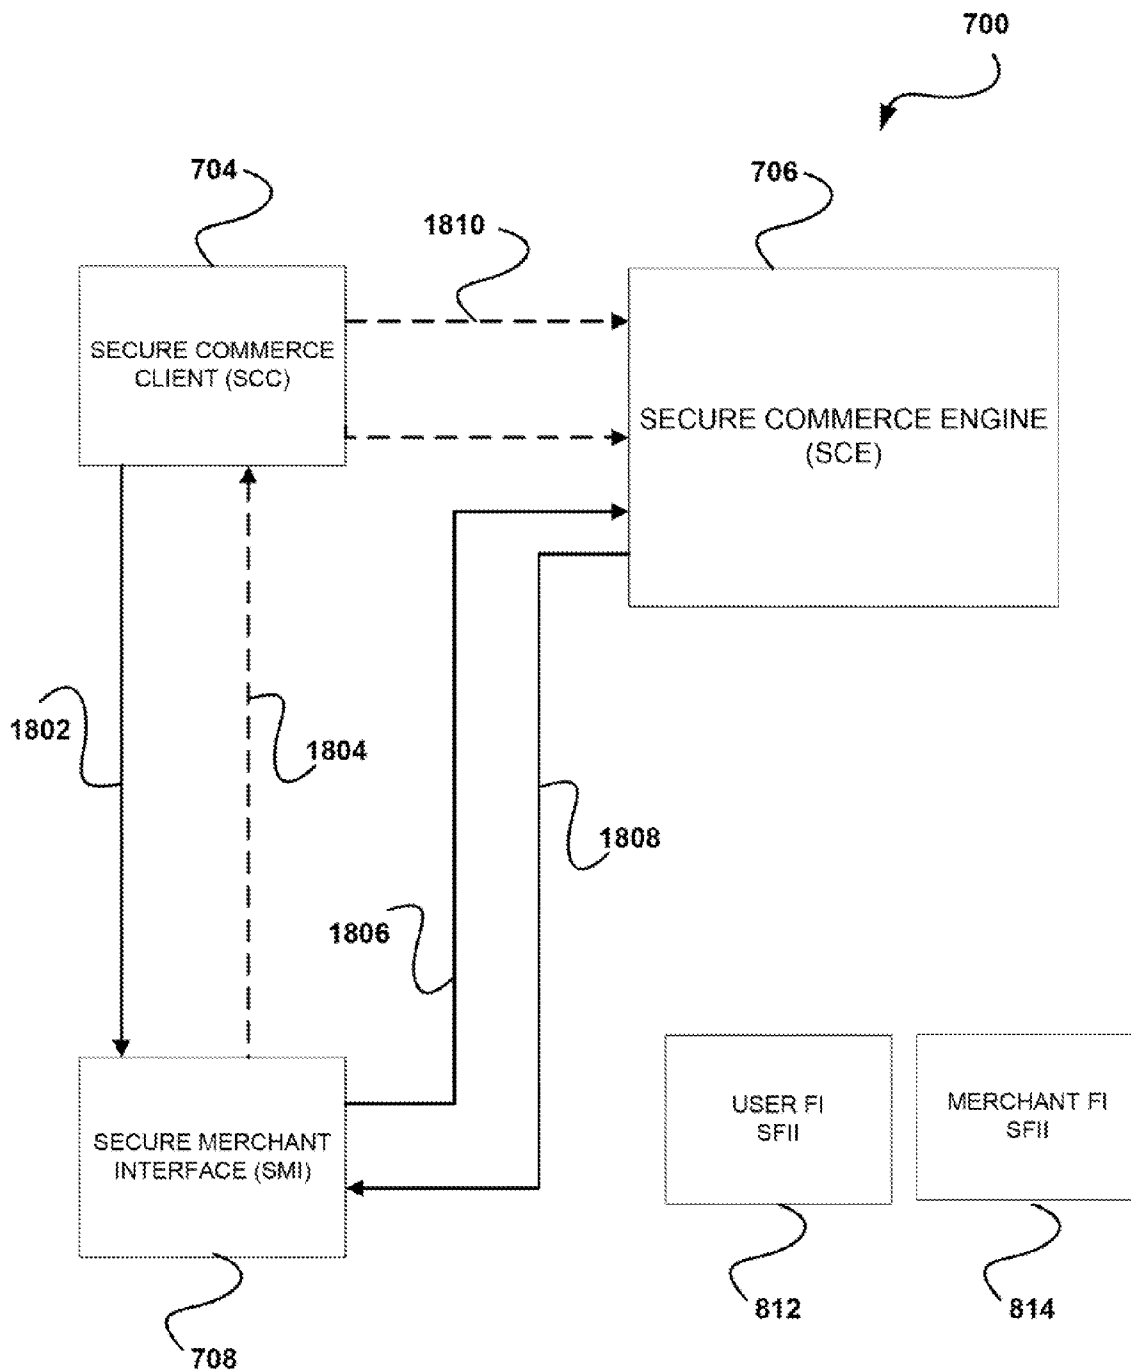 700
704
706
1810
SECURE COMMERCE
CLIENT (SCC)
SECURE COMMERCE ENGINE
(SCE)
1802
1804
1808
1806
USER FI
SFII
MERCHANT FI
SFII
SECURE MERCHANT
INTERFACE (SMI)
812
814
708